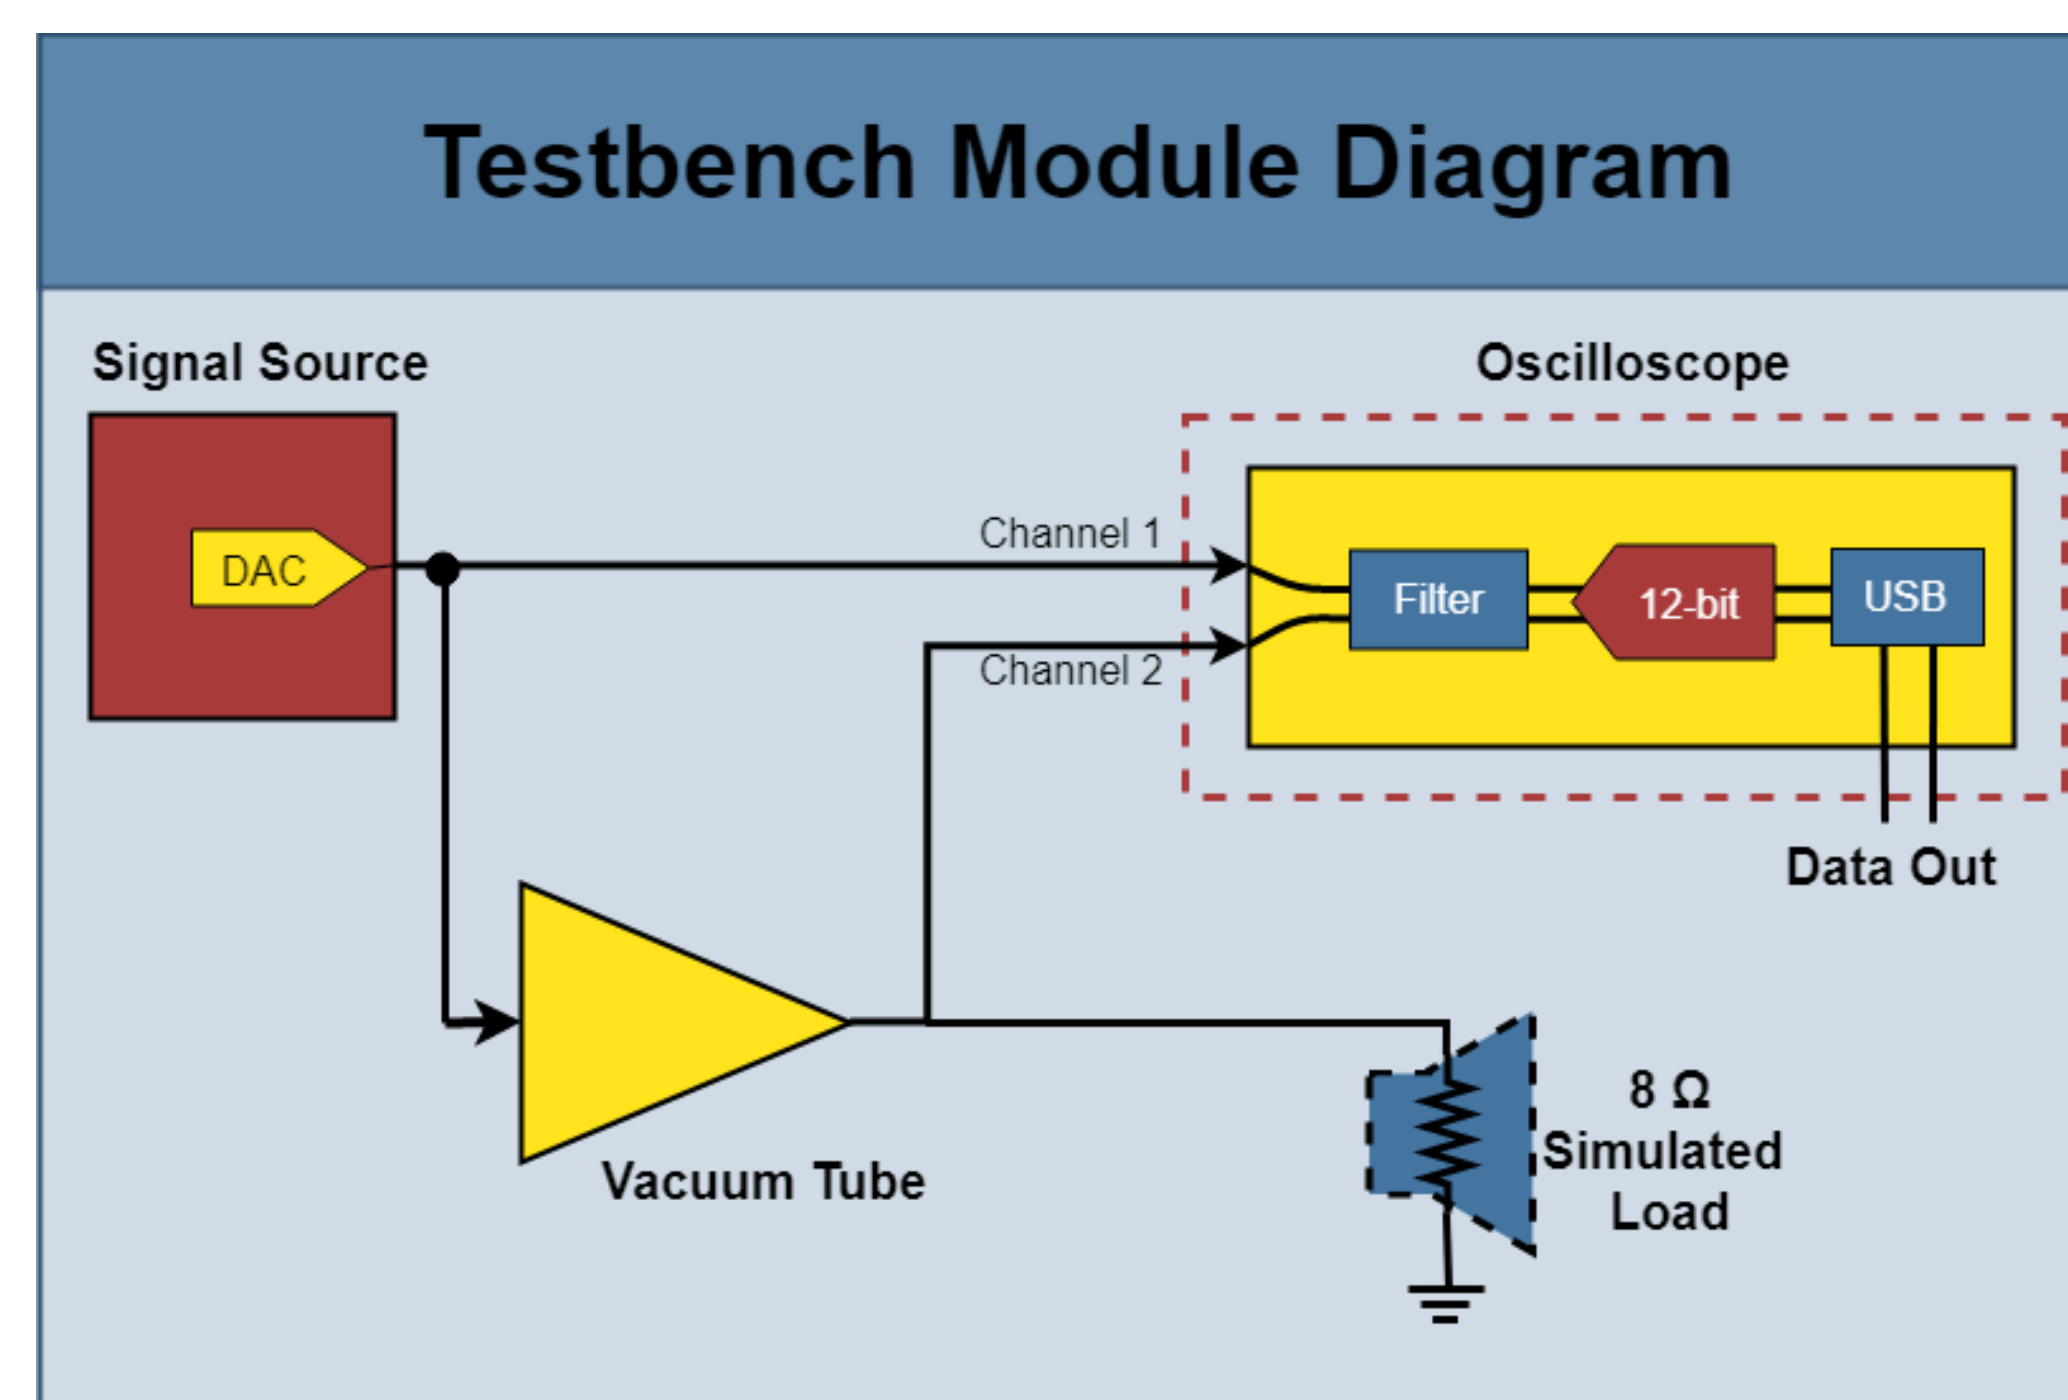 Testbench Module Diagram
Signal Source
Oscilloscope
Channel 1
DAC
Filter
12-bit
USB
Channel 2
Data Out
Vacuum Tube
8 Ω
Simulated
Load